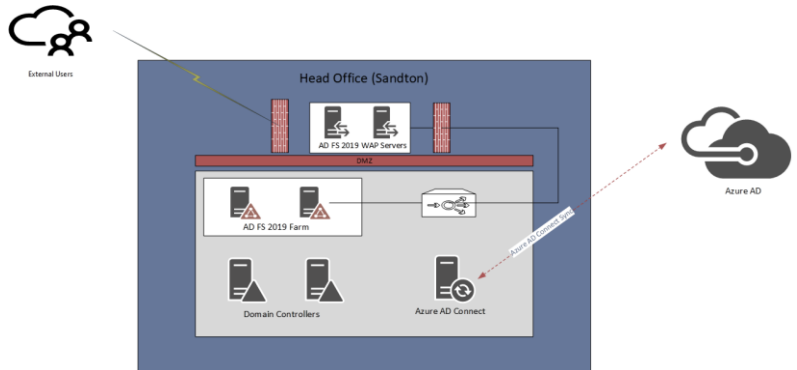 External Users
Head Office (Sandton)
AD FS 2019 WAP Servers
DMZ
Azure AD
AD FS 2019 Farm
Azure AD Connect Sync
Domain Controllers
Azure AD Connect